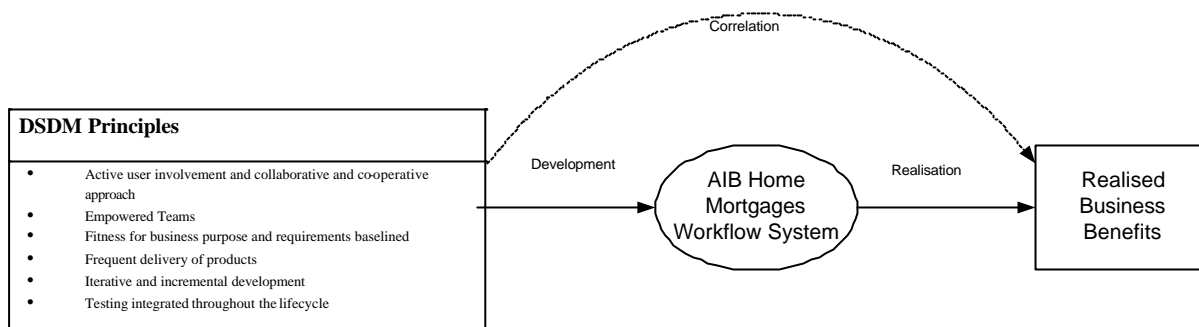 Correlation
DSDM Principles
• Active user involvement and collaborative and co-operative
approach
• Empowered Teams
• Fitness for business purpose and requirements baselined
• Frequent delivery of products
• Iterative and incremental development
• Testing integrated throughout the lifecycle
Development
AIB Home
Mortgages
Workflow System
Realisation
Realised
Business
Benefits